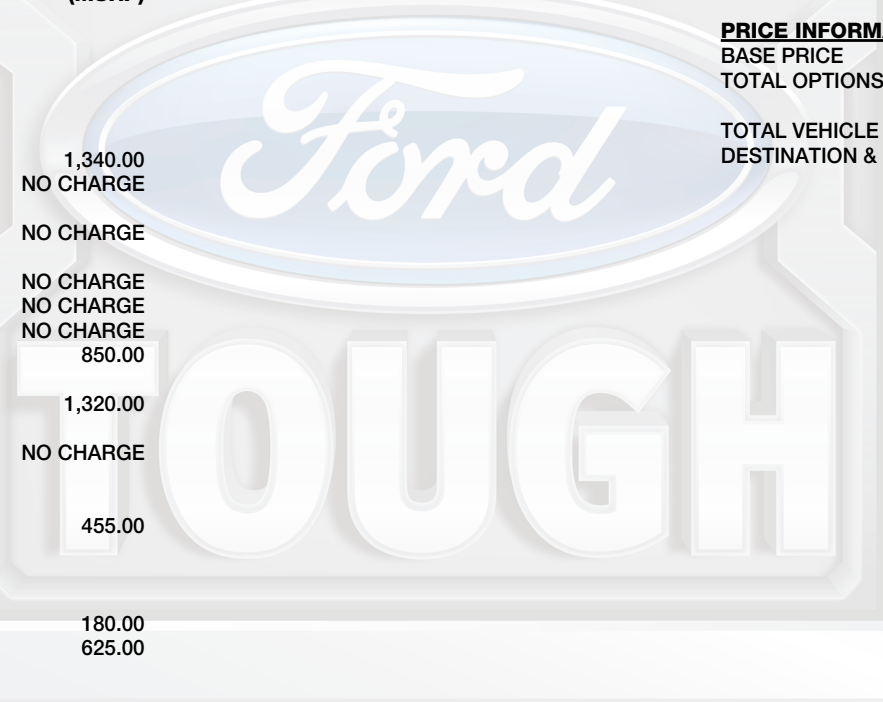 (MSRP)
1,340.00
NO CHARGE
NO CHARGE
NO CHARGE
NO CHARGE
NO CHARGE
850.00
1,320.00
NO CHARGE
455.00
180.00
625.00
PRICE INFORMA
BASE PRICE
TOTAL OPTIONS
TOTAL VEHICLE
DESTINATION &
Ford
TOUGH